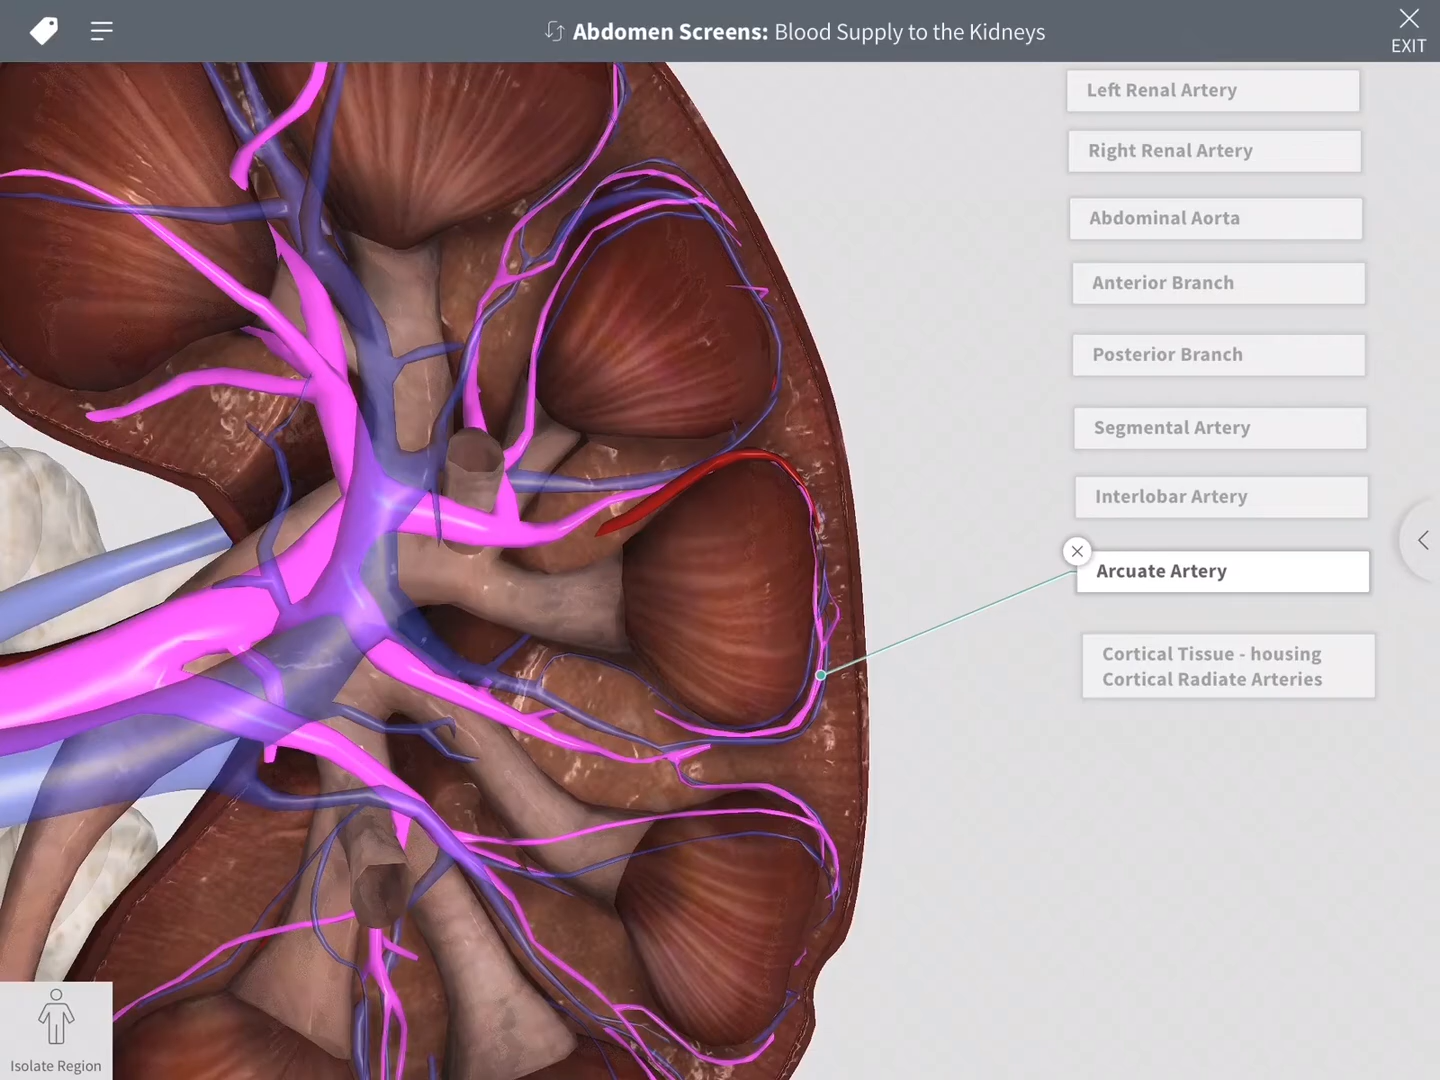 Abdomen Screens: Blood Supply to the Kidneys
EXIT
Left Renal Artery
Right Renal Artery
Abdominal Aorta
Anterior Branch
Posterior Branch
Segmental Artery
Interlobar Artery
Arcuate Artery
Cortical Tissue - housing
Cortical Radiate Arteries
Isolate Region